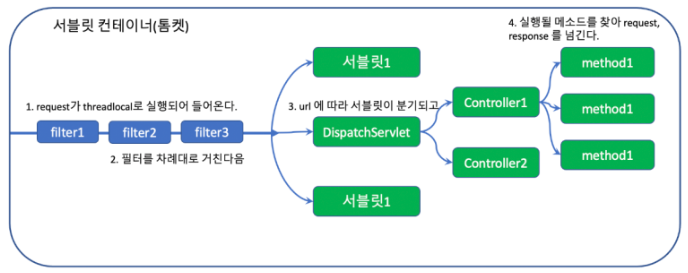 서블릿 컨테이너(톰켓)
4. 실행될 메소드를 찾아 request,
response 를 넘긴다.
서블릿1
method1
1. request가 threadlocal로 실행되어 들어온다.
3. url 에 따라 서블릿이 분기되고
Controller1
method1
filter1
filter2
filter3
DispatchServlet
2. 필터를 차례대로 거친다음
Controller2
method1
서블릿1